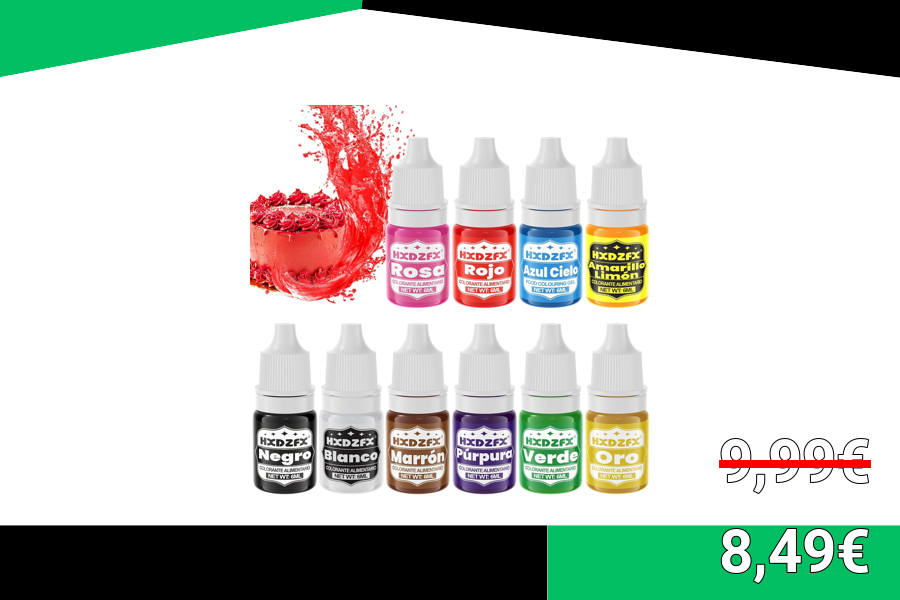 HXDZFX®
Rosa
COLORANTE ALIMENTARIO
NET WT: 6ML
HXDZFX®
Rojo
COLORANTE ALIMENTARIO
NET WT: 6ML
HXDZFX®
Azul Cielo
FOOD COLOURING GEL
NET WT: 6ML
HXDZFX®
Amarillo
Limón
COLORANTE ALIMENTARIO
NET WT: 6ML
HXDZFX®
Negro
COLORANTE ALIMENTARIO
NET WT: 6ML
HXDZFX®
Blanco
COLORANTE ALIMENTARIO
NET WT: 6ML
HXDZFX®
Marrón
COLORANTE ALIMENTARIO
NET WT: 6ML
HXDZFX®
Púrpura
COLORANTE ALIMENTARIO
NET WT: 6ML
HXDZFX®
Verde
COLORANTE ALIMENTARIO
NET WT: 6ML
HXDZFX®
Oro
COLORANTE ALIMENTARIO
NET WT: 6ML
9,99€
8,49€